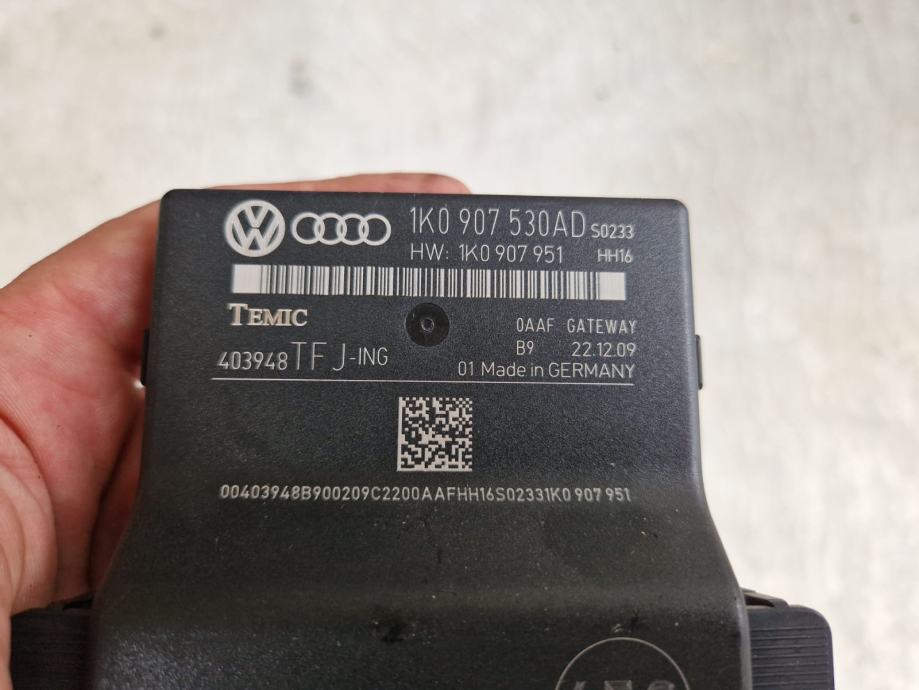 1K0 907 530AD S0233
HW: 1K0 907 951 HH16
TEMIC
0AAF GATEWAY
B9 22.12.09
403948 TFJ-ING
01 Made in GERMANY
00403948B900209C2200AAFHH16S02331K0 907 951